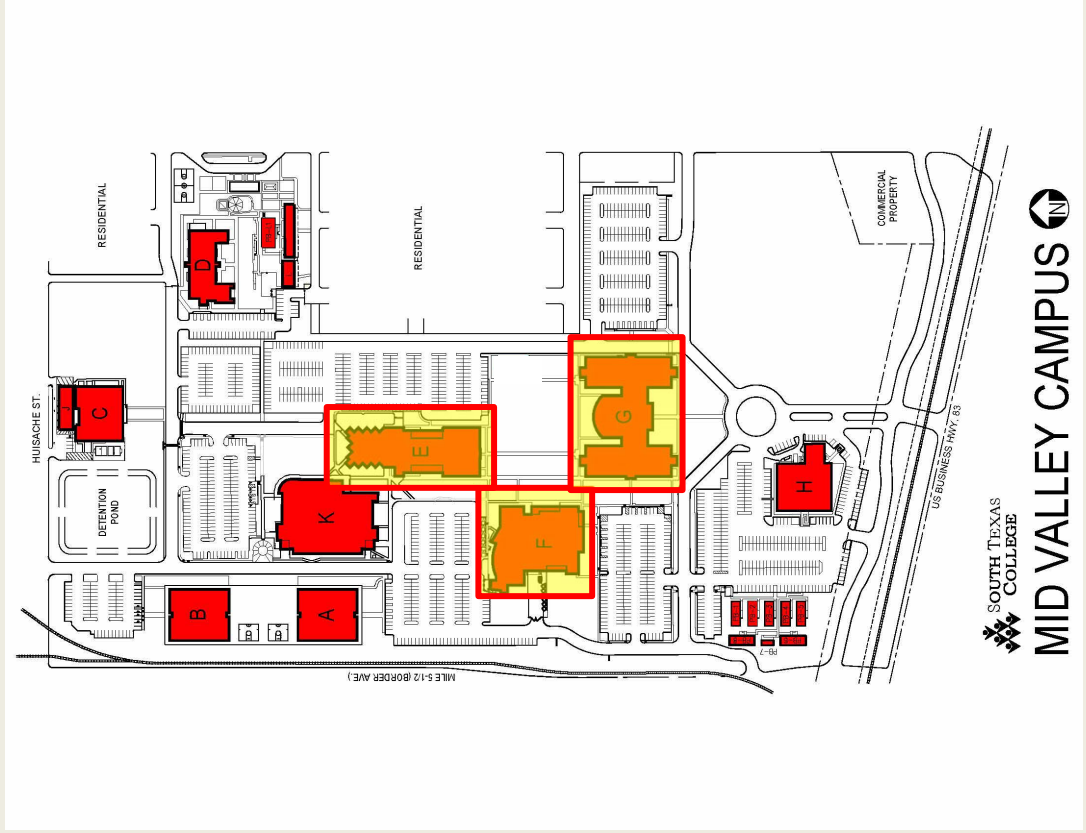 RESIDENTIAL
RESIDENTIAL
COMMERCIAL
PROPERTY
HUISACHE ST.
DETENTION
POND
D
C
J
E
G
K
F
H
B
A
PB-7
MILE 5-1/2 (BORDER AVE.)
US BUSINESS HWY. 83
SOUTH TEXAS
COLLEGE
MID VALLEY CAMPUS
N